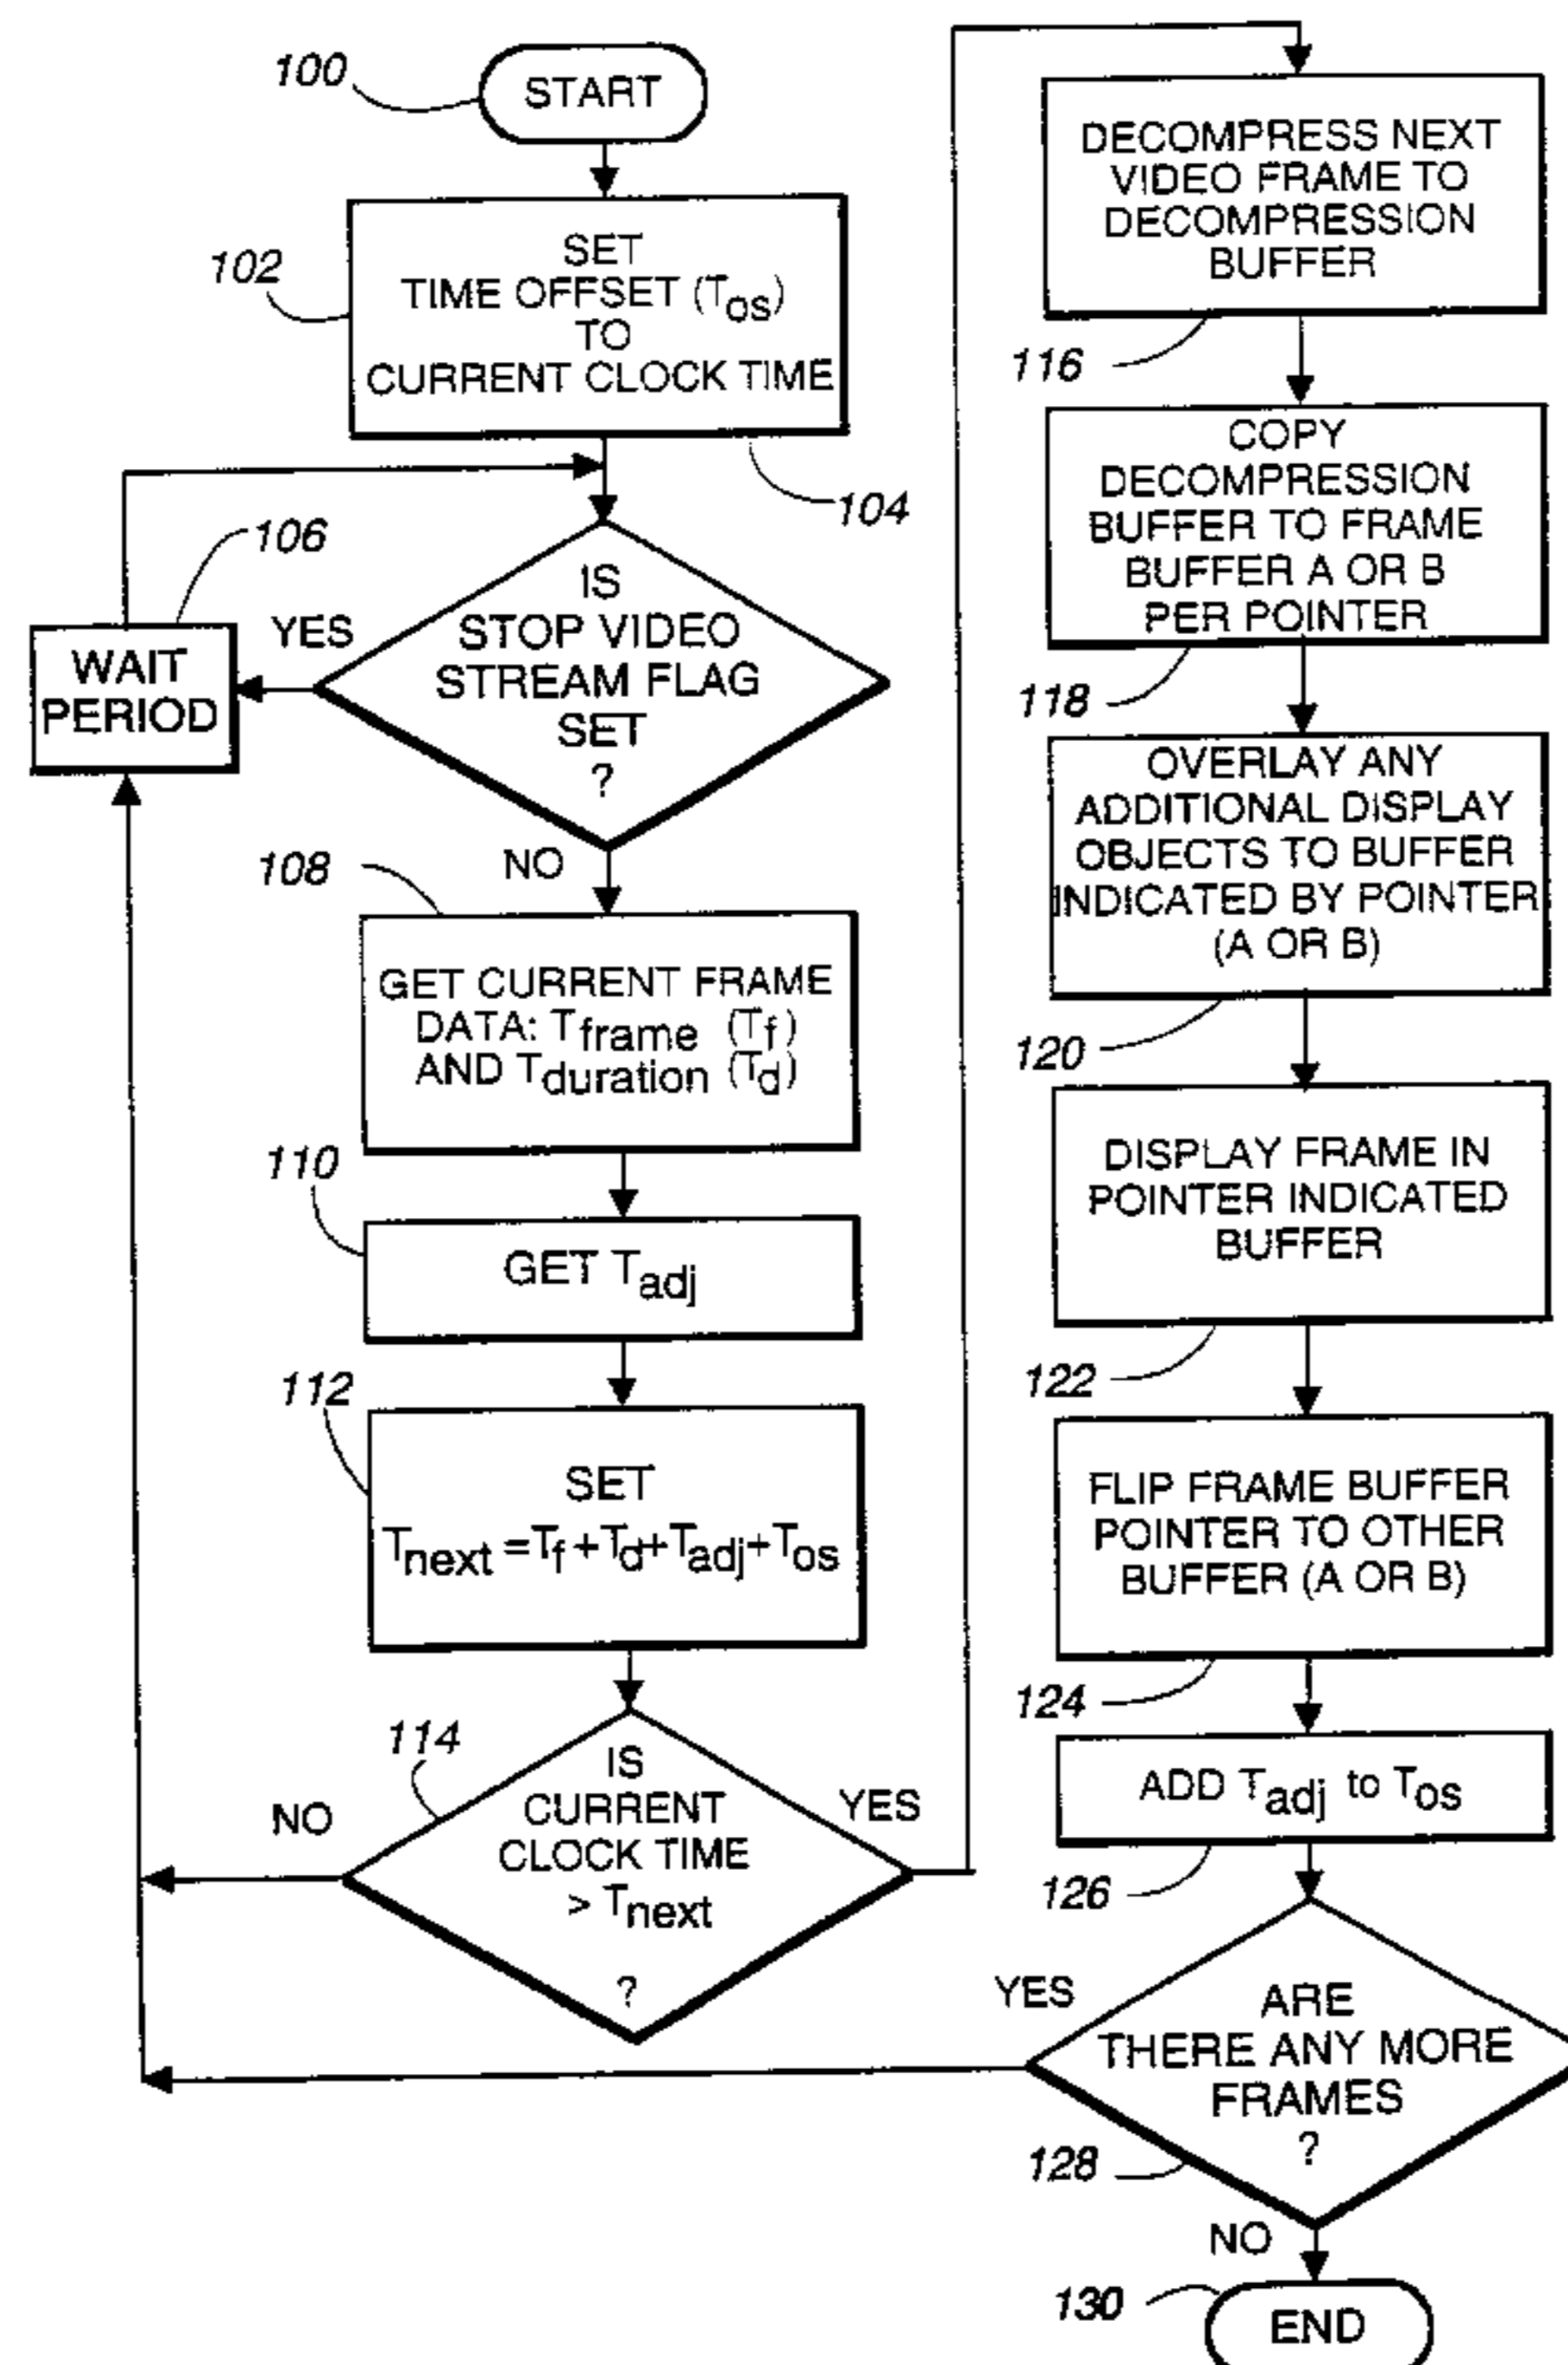 100
START
102
SET
TIME OFFSET (Tos)
TO
CURRENT CLOCK TIME
104
106
WAIT
PERIOD
YES
IS
STOP VIDEO
STREAM FLAG
SET
?
NO
108
GET CURRENT FRAME
DATA: Tframe (Tf)
AND Tduration (Td)
110
GET Tadj
112
SET
Tnext =Tf+Td+Tadj+Tos
114
NO
IS
CURRENT
CLOCK TIME
> Tnext
?
YES
DECOMPRESS NEXT
VIDEO FRAME TO
DECOMPRESSION
BUFFER
116
COPY
DECOMPRESSION
BUFFER TO FRAME
BUFFER A OR B
PER POINTER
118
OVERLAY ANY
ADDITIONAL DISPLAY
OBJECTS TO BUFFER
INDICATED BY POINTER
(A OR B)
120
DISPLAY FRAME IN
POINTER INDICATED
BUFFER
122
FLIP FRAME BUFFER
POINTER TO OTHER
BUFFER (A OR B)
124
ADD Tadj to Tos
126
YES
ARE
THERE ANY MORE
FRAMES
?
128
NO
130
END